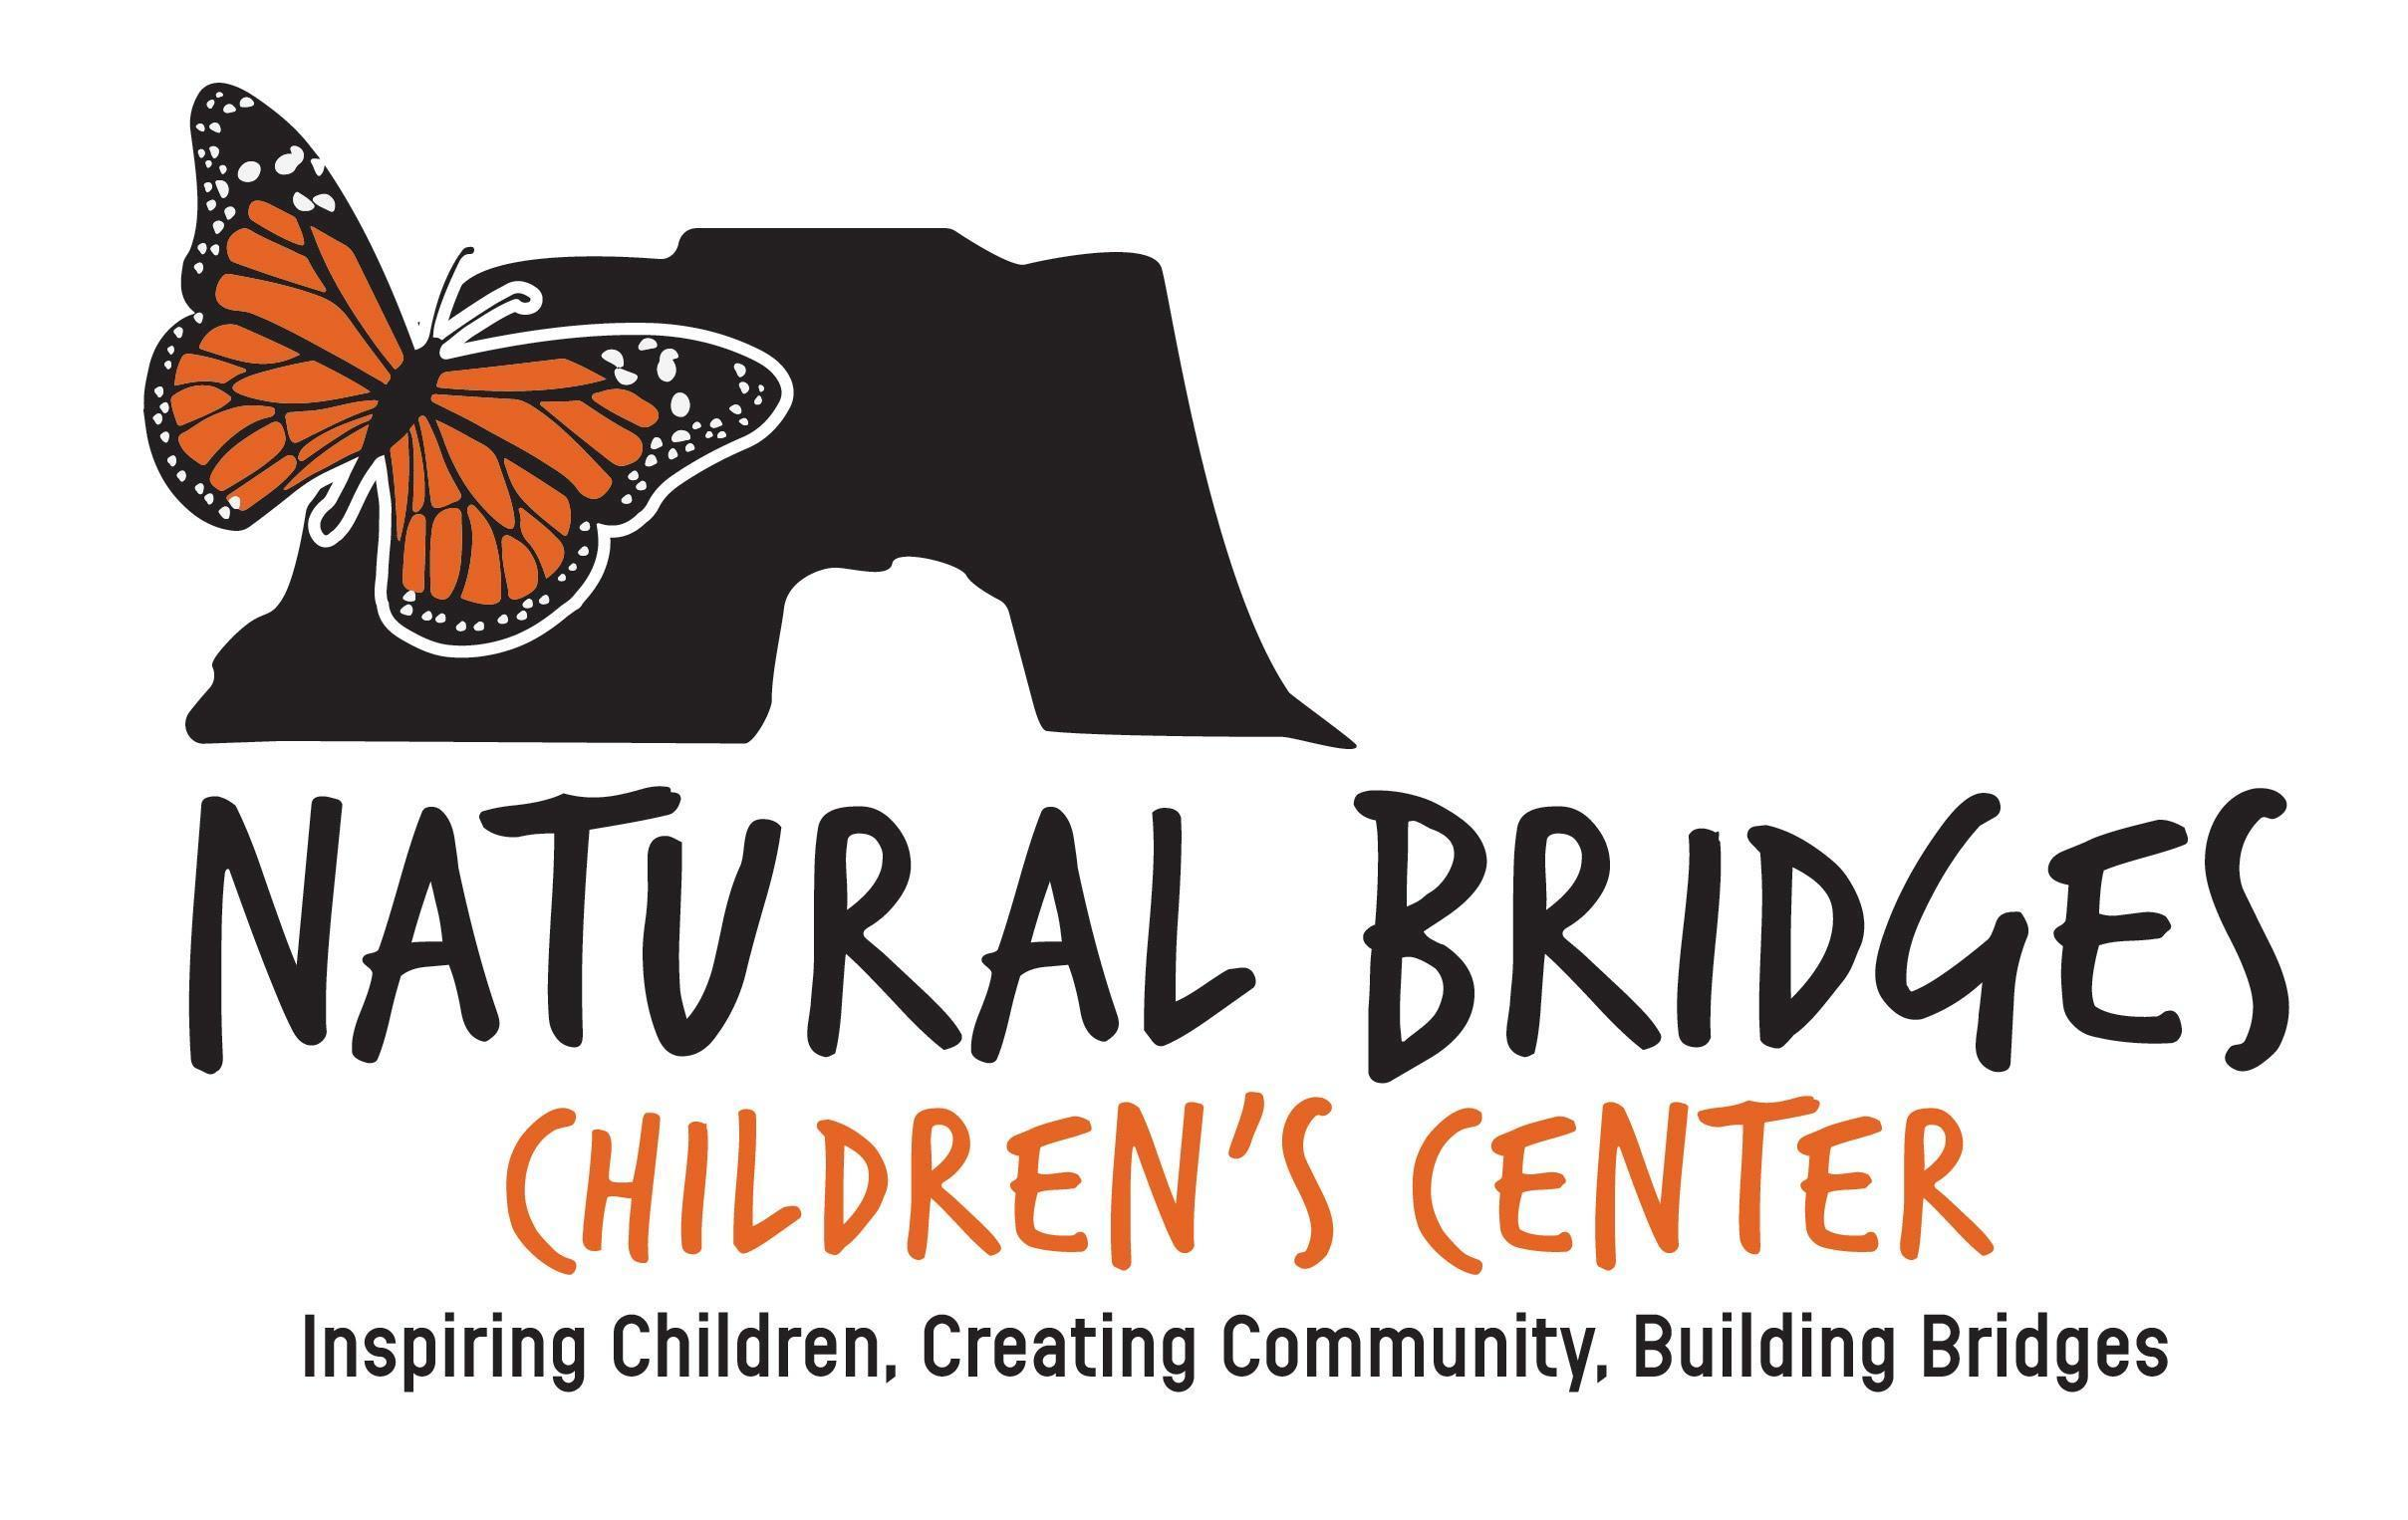 NATURAL BRIDGES
CHILDREN'S CENTER
Inspiring Children, Creating Community, Building Bridges